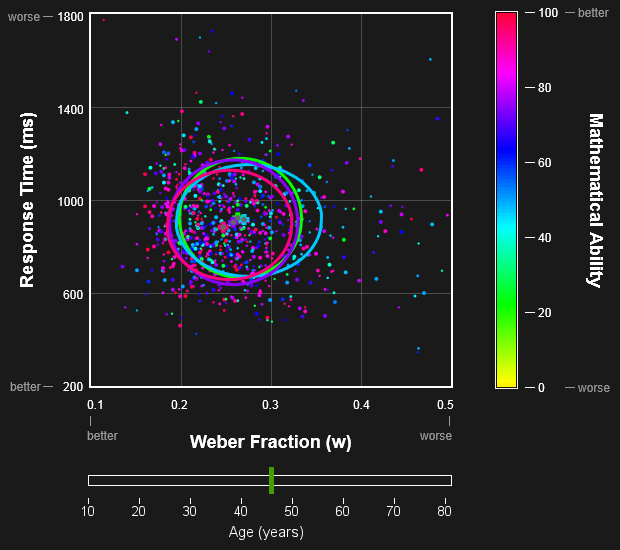 worse
1800
1400
1000
600
200
better
Response Time (ms)
0.1
0.2
0.3
0.4
0.5
better
worse
Weber Fraction (w)
100
better
80
60
40
20
0
worse
Mathematical Ability
10
20
30
40
50
60
70
80
Age (years)